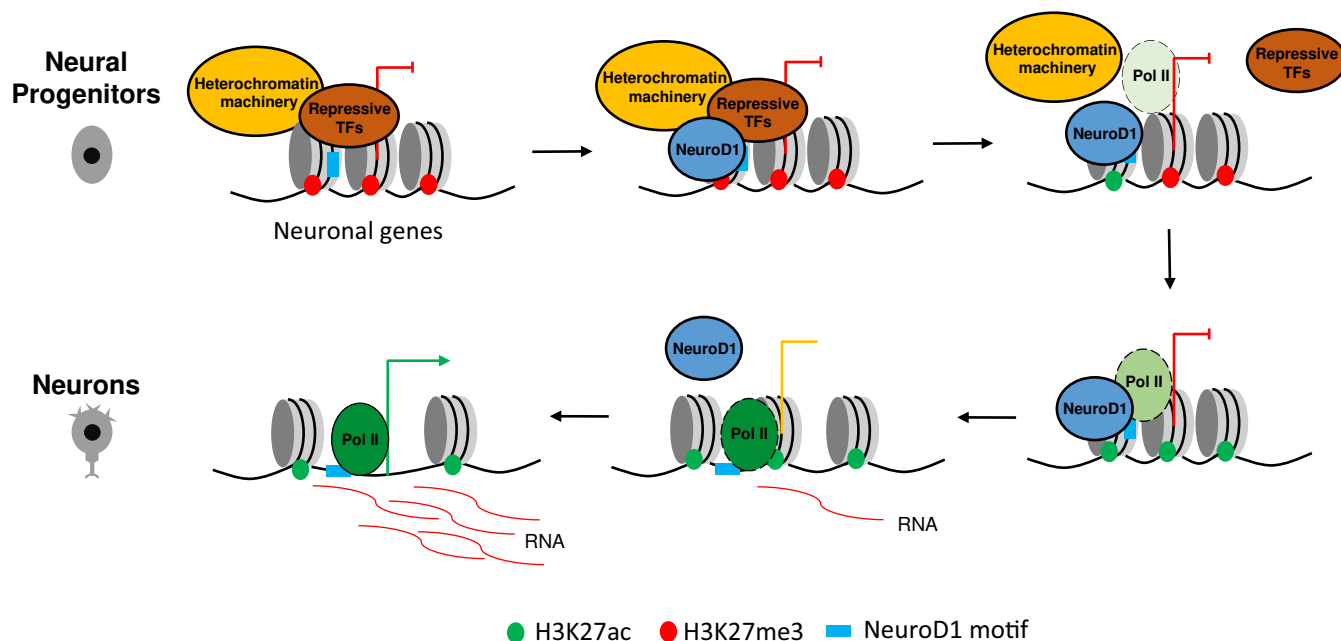 Neural
Progenitors
Heterochromatin
machinery
Repressive
TFs
Neuronal genes
Heterochromatin
machinery
Repressive
TFs
NeuroD1
Heterochromatin
machinery
Pol II
Repressive
TFs
NeuroD1
Neurons
Pol II
RNA
NeuroD1
Pol II
RNA
Pol II
NeuroD1
H3K27ac
H3K27me3
NeuroD1 motif